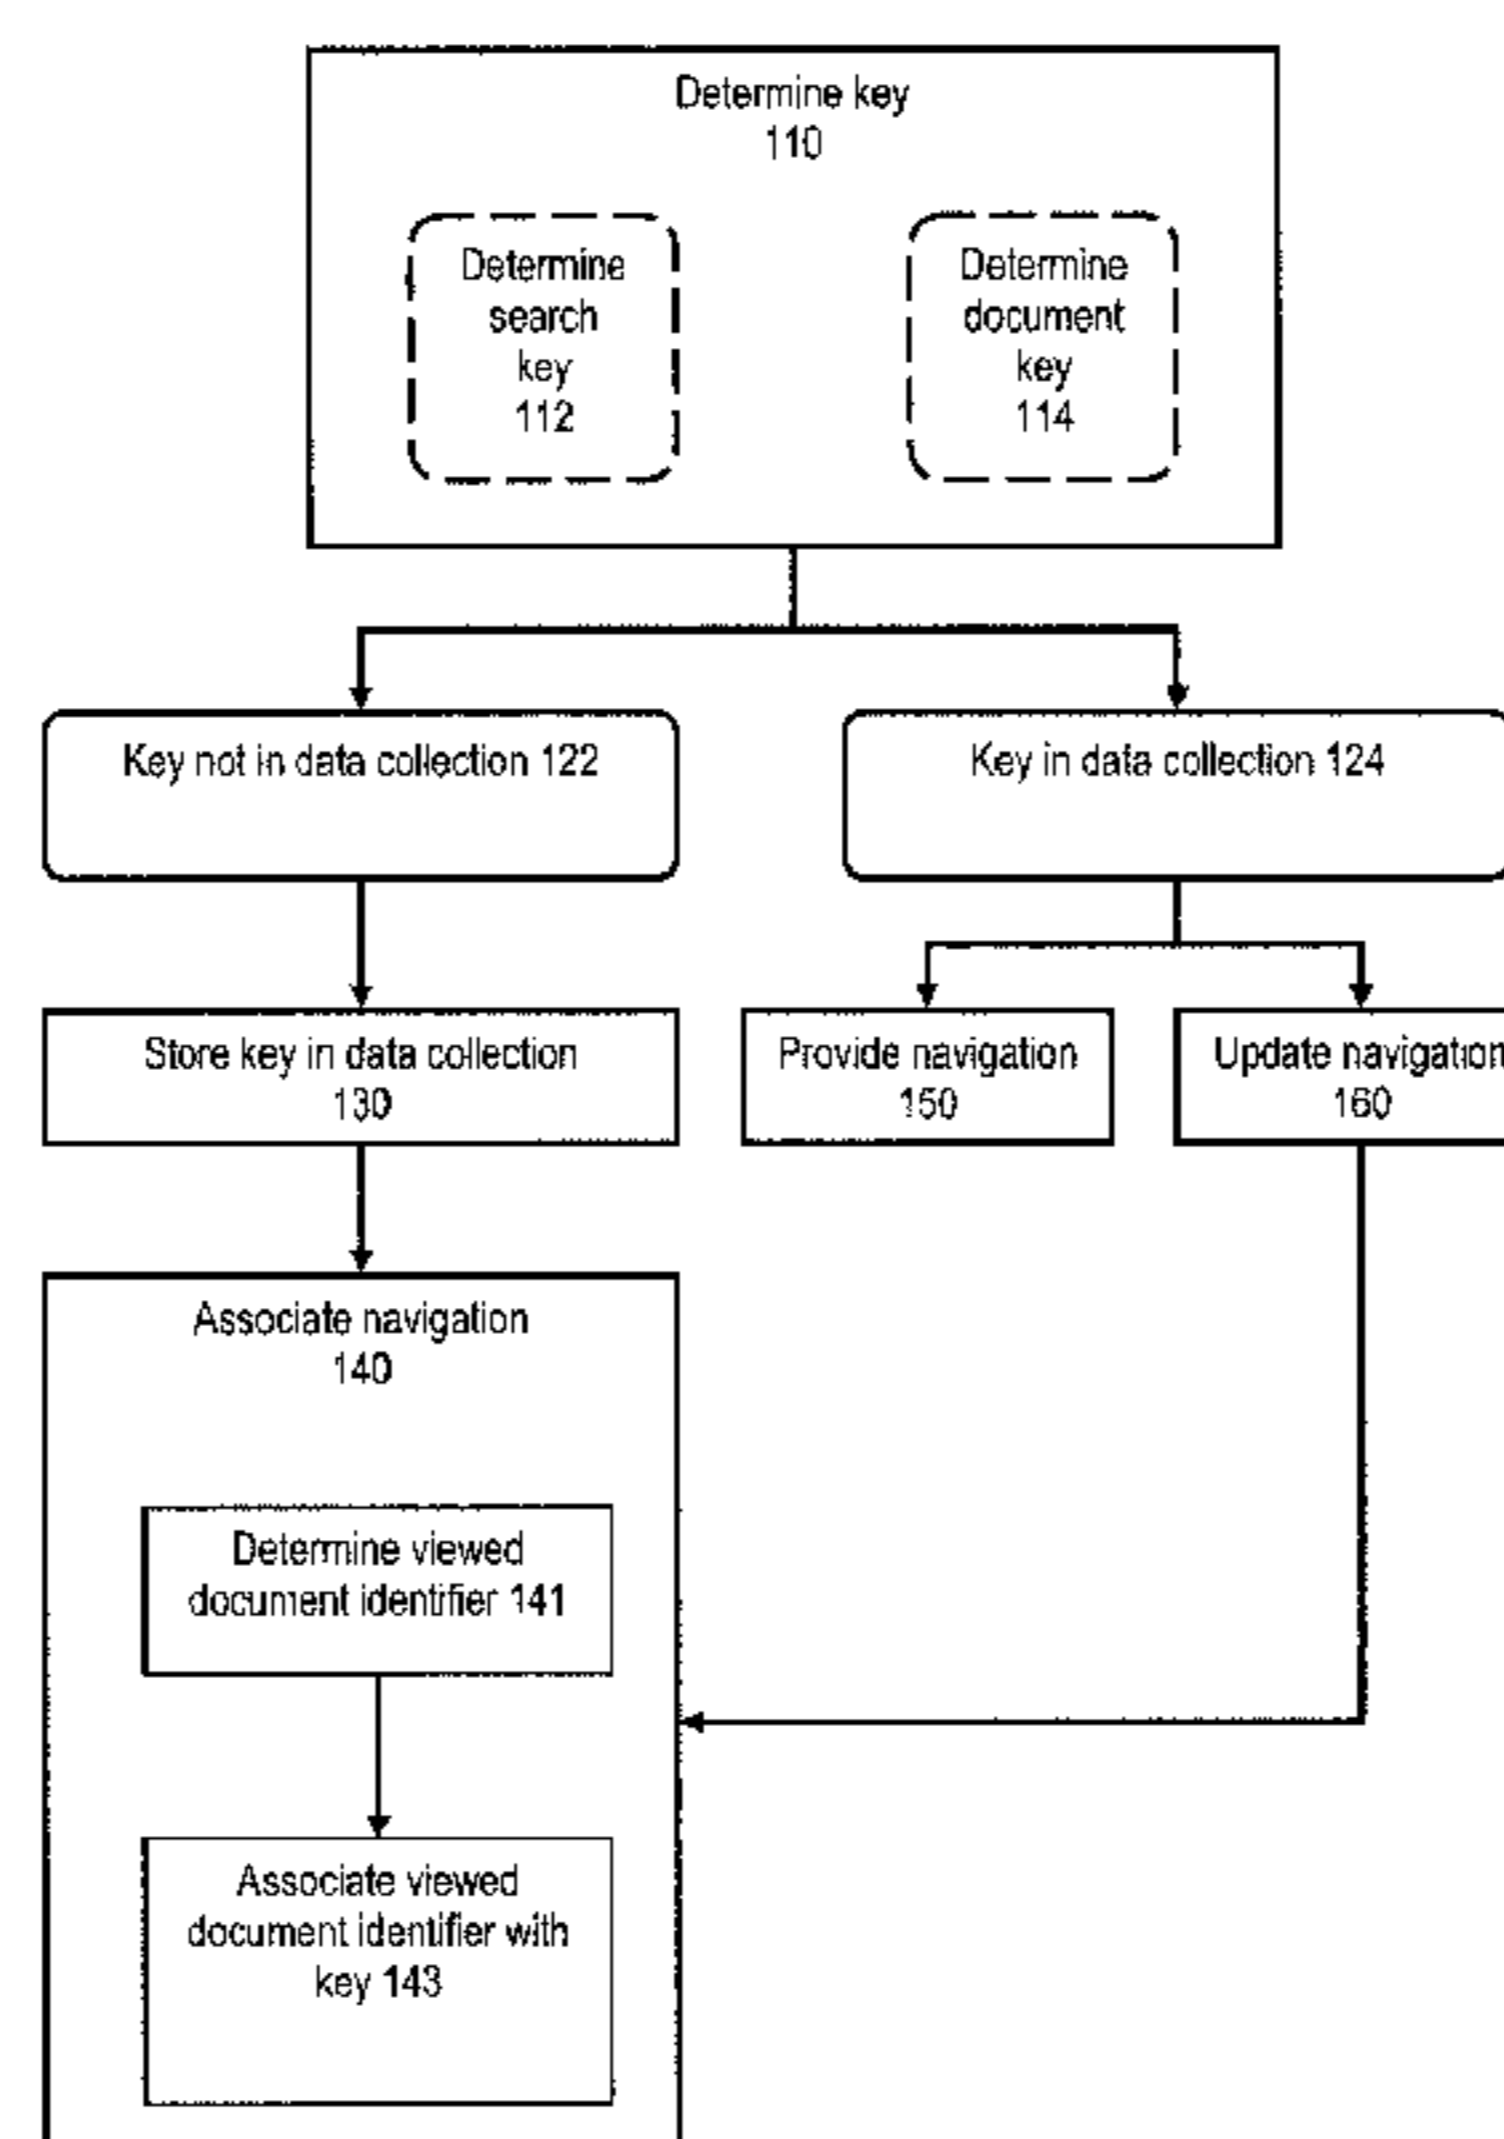 Determine key
110
Determine
search
key
112
Determine
document
key
114
Key not in data collection 122
Key in data collection 124
Store key in data collection
130
Provide navigation
150
Update navigation
160
Associate navigation
140
Determine viewed
document identifier 141
Associate viewed
document identifier with
key 143